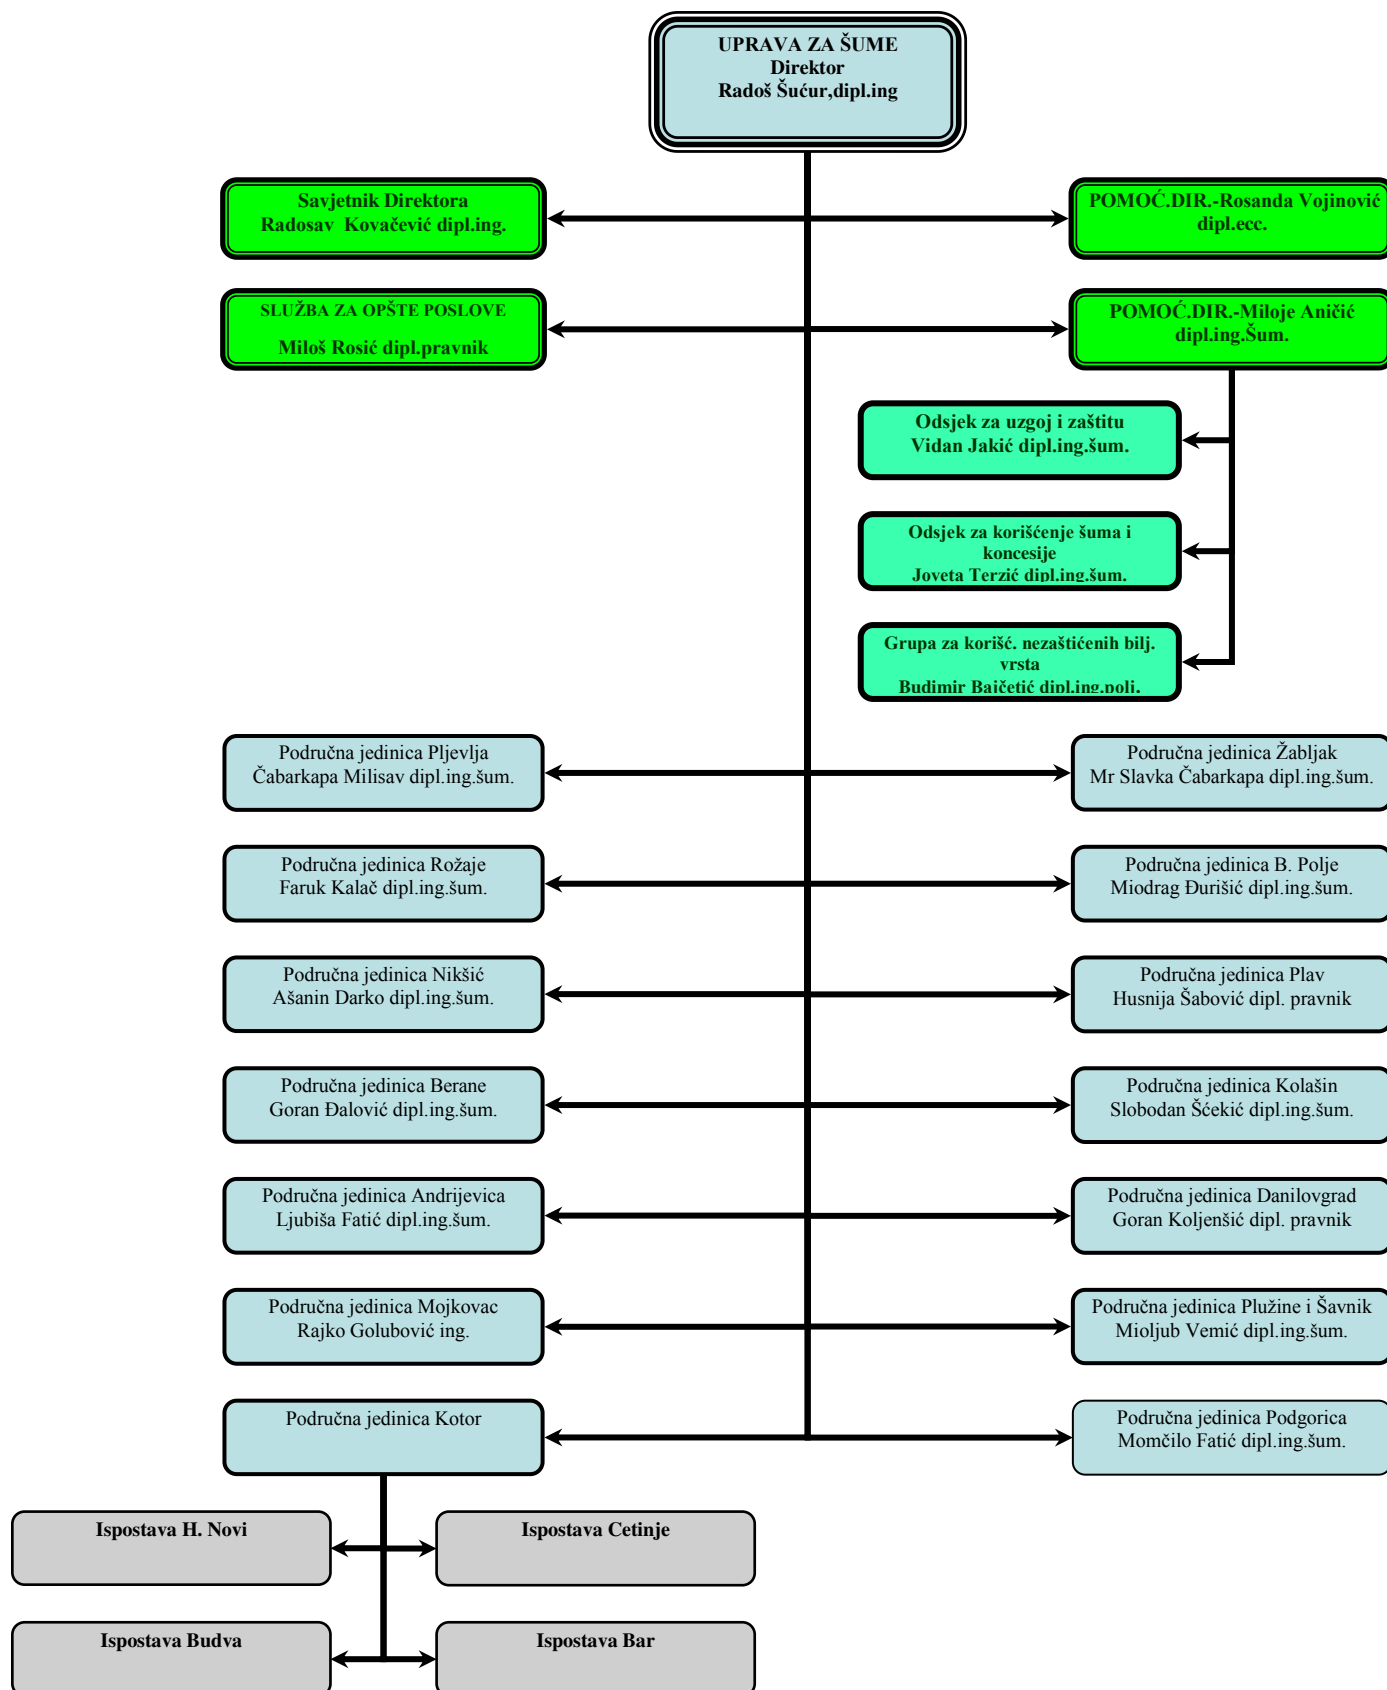 UPRAVA ZA ŠUME
Direktor
Radoš Šućur,dipl.ing
Savjetnik Direktora
Radosav  Kovačević dipl.ing.
POMOĆ.DIR.-Rosanda Vojinović
dipl.ecc.
SLUŽBA ZA OPŠTE POSLOVE
Miloš Rosić dipl.pravnik
POMOĆ.DIR.-Miloje Aničić
dipl.ing.Šum.
Odsjek za uzgoj i zaštitu
Vidan Jakić dipl.ing.šum.
Odsjek za korišćenje šuma i
koncesije
Joveta Terzić dipl.ing.šum.
Grupa za korišć. nezaštićenih bilj.
vrsta
Budimir Bajčetić dipl.ing.polj.
Područna jedinica Pljevlja
Čabarkapa Milisav dipl.ing.šum.
Područna jedinica Žabljak
Mr Slavka Čabarkapa dipl.ing.šum.
Područna jedinica Rožaje
Faruk Kalač dipl.ing.šum.
Područna jedinica B. Polje
Miodrag Đurišić dipl.ing.šum.
Područna jedinica Nikšić
Ašanin Darko dipl.ing.šum.
Područna jedinica Plav
Husnija Šabović dipl. pravnik
Područna jedinica Berane
Goran Đalović dipl.ing.šum.
Područna jedinica Kolašin
Slobodan Šćekić dipl.ing.šum.
Područna jedinica Andrijevica
Ljubiša Fatić dipl.ing.šum.
Područna jedinica Danilovgrad
Goran Koljenšić dipl. pravnik
Područna jedinica Mojkovac
Rajko Golubović ing.
Područna jedinica Plužine i Šavnik
Mioljub Vemić dipl.ing.šum.
Područna jedinica Kotor
Područna jedinica Podgorica
Momčilo Fatić dipl.ing.šum.
Ispostava H. Novi
Ispostava Cetinje
Ispostava Budva
Ispostava Bar